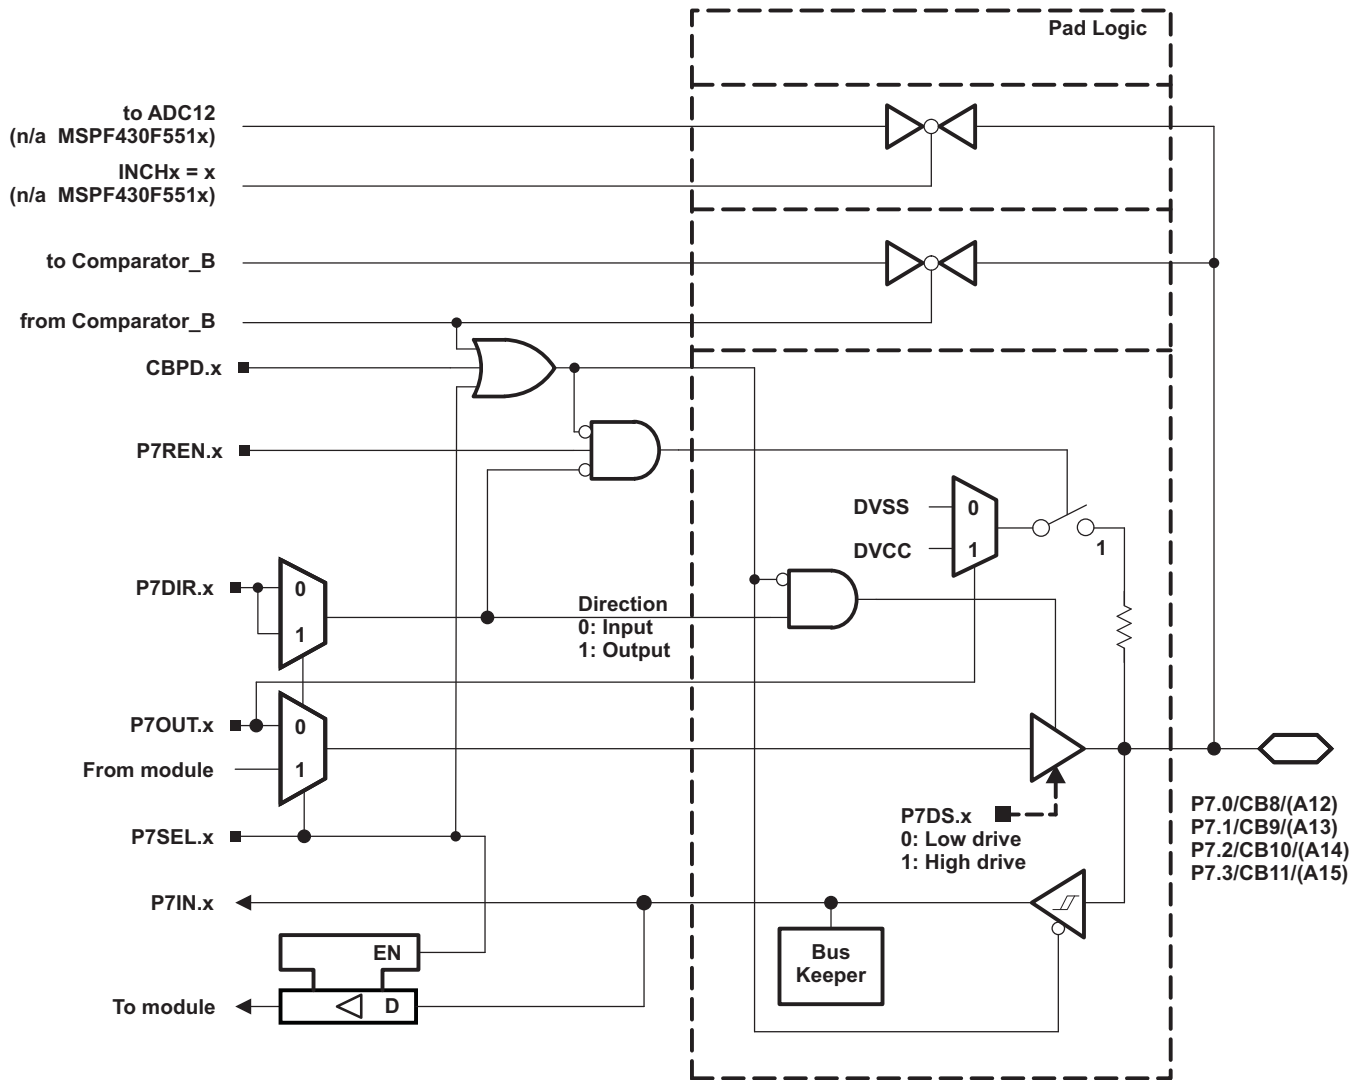 Pad Logic
to ADC12
(n/a MSPF430F551x)
INCHx = x
(n/a MSPF430F551x)
to Comparator_B
from Comparator_B
CBPD.x
P7REN.x
DVSS
0
DVCC
1
1
P7DIR.x
0
1
Direction
0: Input
1: Output
P7OUT.x
0
From module
1
P7SEL.x
P7DS.x
0: Low drive
1: High drive
P7.0/CB8/(A12)
P7.1/CB9/(A13)
P7.2/CB10/(A14)
P7.3/CB11/(A15)
P7IN.x
EN
Bus
Keeper
To module
D